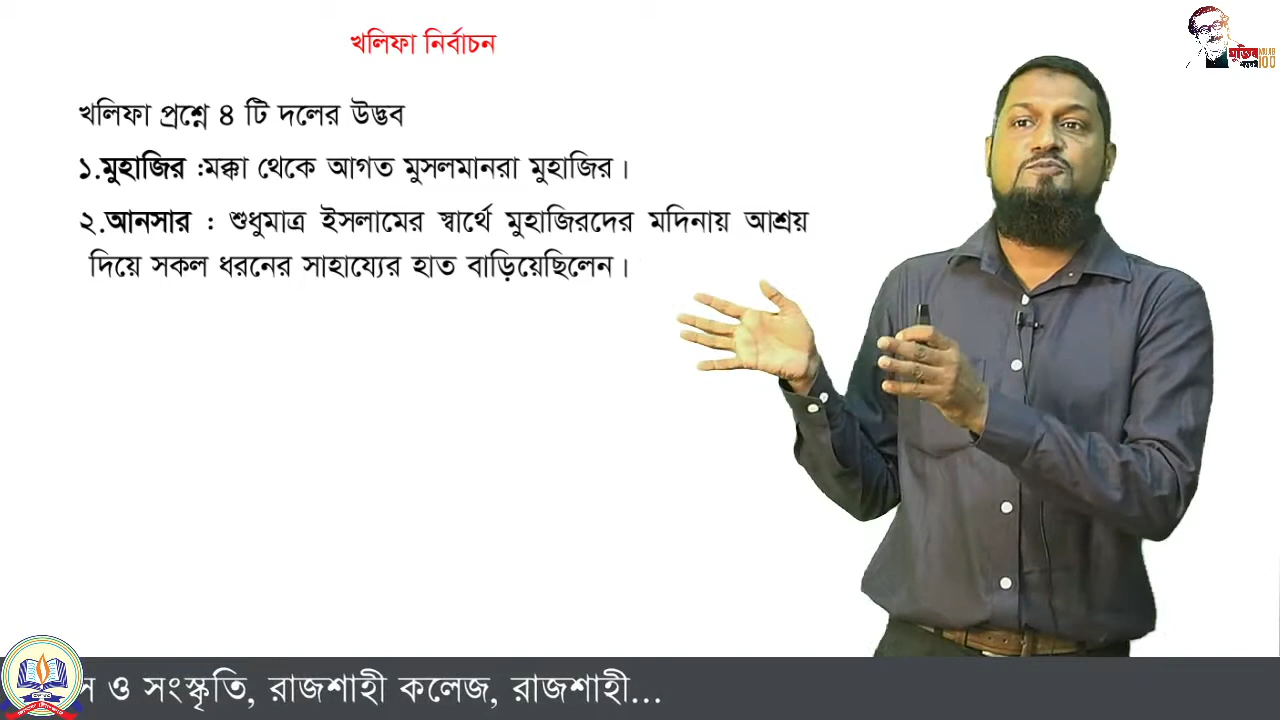 খলিফা নির্বাচন
খলিফা প্রশ্নে ৪ টি দলের উদ্ভব
১.মুহাজির :মক্কা থেকে আগত মুসলমানরা মুহাজির।
২.আনসার : শুধুমাত্র ইসলামের স্বার্থে মুহাজিরদের মদিনায় আশ্রয়
দিয়ে সকল ধরনের সাহায্যের হাত বাড়িয়েছিলেন।
ও সংস্কৃতি, রাজশাহী কলেজ, রাজশাহী...
মুজিব
100